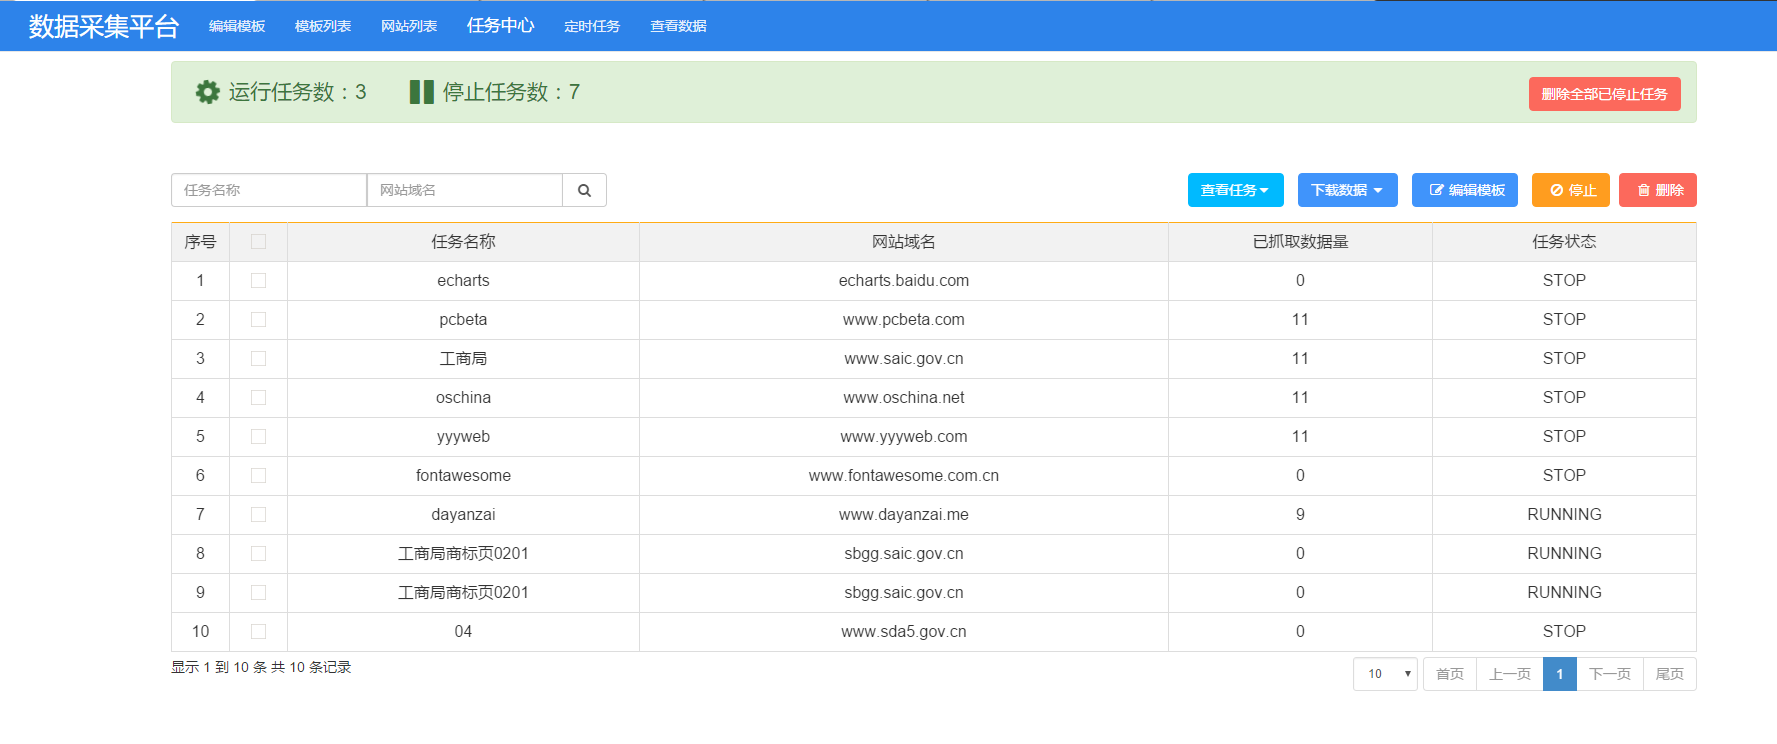 数据采集平台 编辑模板 模板列表 网站列表 任务中心 定时任务 查看数据
运行任务数：3 停止任务数：7 删除全部已停止任务
任务名称 网站域名 查看任务 下载数据 编辑模板 停止 删除
序号 任务名称 网站域名 已抓取数据量 任务状态
1 echarts echarts.baidu.com 0 STOP
2 pcbeta www.pcbeta.com 11 STOP
3 工商局 www.saic.gov.cn 11 STOP
4 oschina www.oschina.net 11 STOP
5 yyyweb www.yyyweb.com 11 STOP
6 fontawesome www.fontawesome.com.cn 0 STOP
7 dayanzai www.dayanzai.me 9 RUNNING
8 工商局商标页0201 sbgg.saic.gov.cn 0 RUNNING
9 工商局商标页0201 sbgg.saic.gov.cn 0 RUNNING
10 04 www.sda5.gov.cn 0 STOP
显示 1 到 10 条 共 10 条记录 10 首页 上一页 1 下一页 尾页